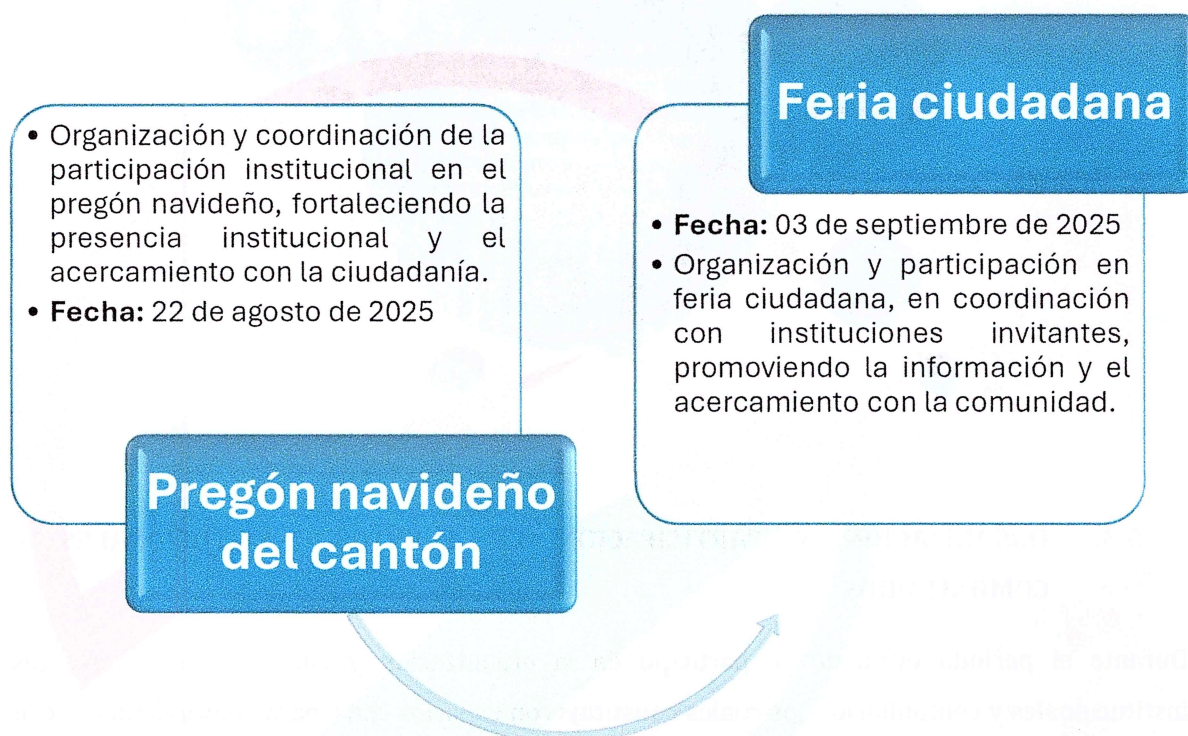 • Organización y coordinación de la
participación institucional en el
pregón navideño, fortaleciendo la
presencia institucional y el
acercamiento con la ciudadanía.
• Fecha: 22 de agosto de 2025
Pregón navideño
del cantón
Feria ciudadana
• Fecha: 03 de septiembre de 2025
• Organización y participación en
feria ciudadana, en coordinación
con instituciones invitantes,
promoviendo la información y el
acercamiento con la comunidad.